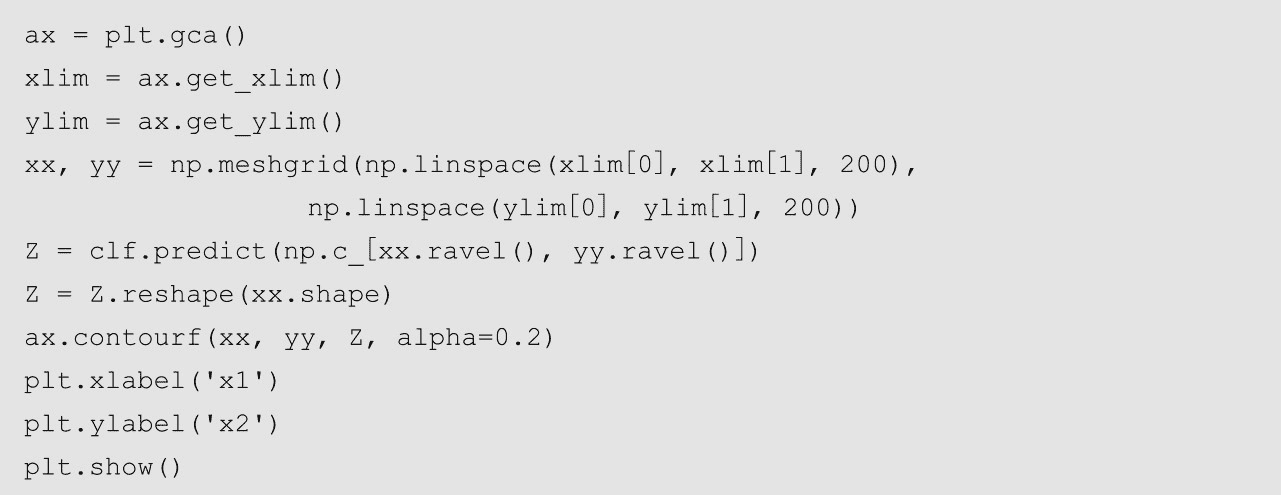 ax = plt.gca()
xlim = ax.get_xlim()
ylim = ax.get_ylim()
xx, yy = np.meshgrid(np.linspace(xlim[0], xlim[1], 200),
np.linspace(ylim[0], ylim[1], 200))
Z = clf.predict(np.c_[xx.ravel(), yy.ravel()])
Z = Z.reshape(xx.shape)
ax.contourf(xx, yy, Z, alpha=0.2)
plt.xlabel('x1')
plt.ylabel('x2')
plt.show()